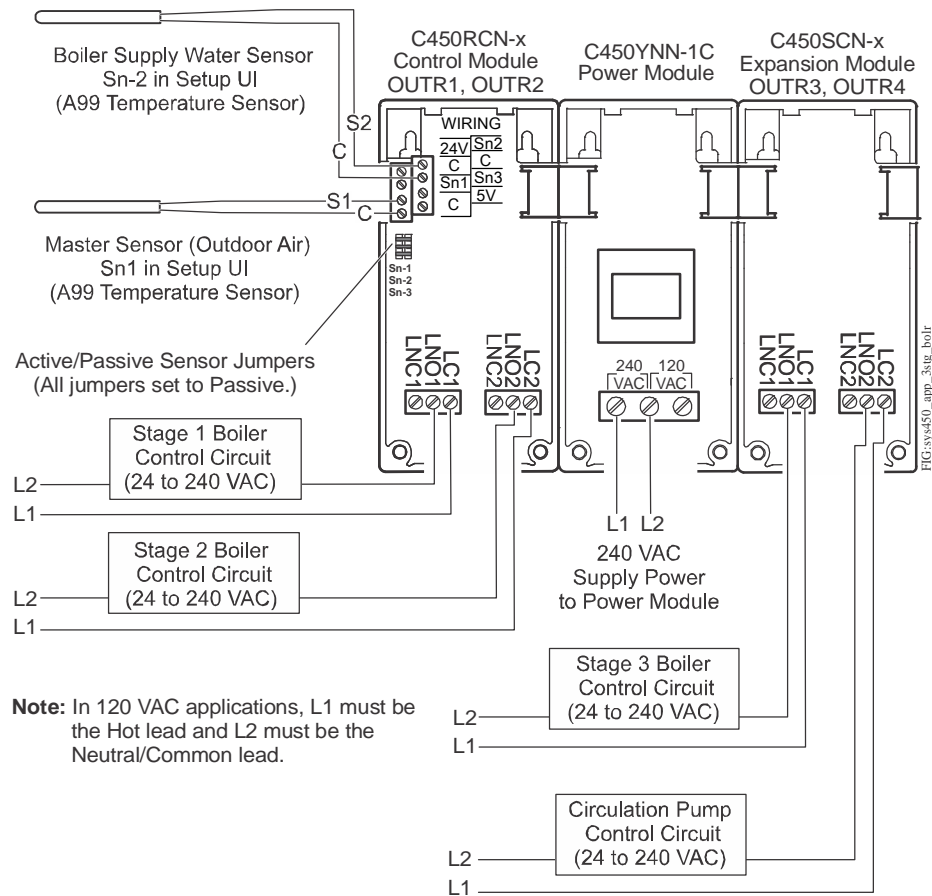 Boiler Supply Water Sensor
Sn-2 in Setup UI
(A99 Temperature Sensor)
C450RCN-x
Control Module
OUTR1, OUTR2
C450YNN-1C
Power Module
C450SCN-x
Expansion Module
OUTR3, OUTR4
S2
C
S1
C
WIRING
24V
C
Sn1
C
Sn2
C
Sn3
5V
Master Sensor (Outdoor Air)
Sn1 in Setup UI
(A99 Temperature Sensor)
Sn-1
Sn-2
Sn-3
Active/Passive Sensor Jumpers
(All jumpers set to Passive.)
LNC1
LNO1
LC1
LNC2
LNO2
LC2
240
VAC
120
VAC
LNC1
LNO1
LC1
LNC2
LNO2
LC2
FIG:sys450_app_3stg_bolr
Stage 1 Boiler
Control Circuit
(24 to 240 VAC)
L2
L1
Stage 2 Boiler
Control Circuit
(24 to 240 VAC)
L2
L1
L1 L2
240 VAC
Supply Power
to Power Module
Note: In 120 VAC applications, L1 must be
the Hot lead and L2 must be the
Neutral/Common lead.
Stage 3 Boiler
Control Circuit
(24 to 240 VAC)
L2
L1
Circulation Pump
Control Circuit
(24 to 240 VAC)
L2
L1